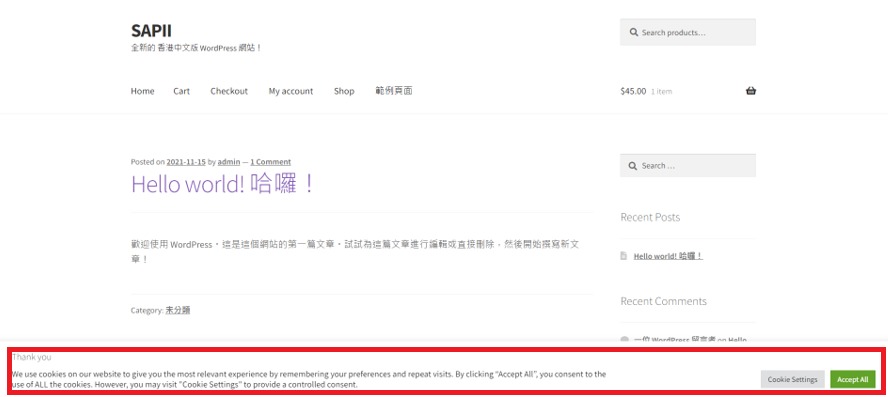 SAPII
全新的 香港中文版 WordPress 網站！
Search products…
Home Cart Checkout My account Shop 範例頁面
$45.00 1 item
Posted on 2021-11-15 by admin — 1 Comment
Hello world! 哈囉！
歡迎使用 WordPress。這是這個網站的第一篇文章。試試為這篇文章進行編輯或直接刪除，然後開始撰寫新文
章！
Category: 未分類
Search …
Recent Posts
Hello world! 哈囉！
Recent Comments
一位 WordPress 留言者 on Hello
Thank you
We use cookies on our website to give you the most relevant experience by remembering your preferences and repeat visits. By clicking “Accept All”, you consent to the
use of ALL the cookies. However, you may visit "Cookie Settings" to provide a controlled consent.
Cookie Settings
Accept All